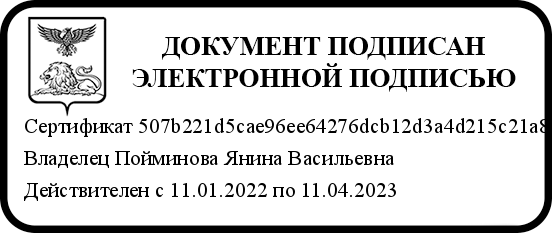 ДОКУМЕНТ ПОДПИСАН
ЭЛЕКТРОННОЙ ПОДПИСЬЮ
Сертификат 507b221d5cae96ee64276dcb12d3a4d215c21a8
Владелец Пойминова Янина Васильевна
Действителен с 11.01.2022 по 11.04.2023